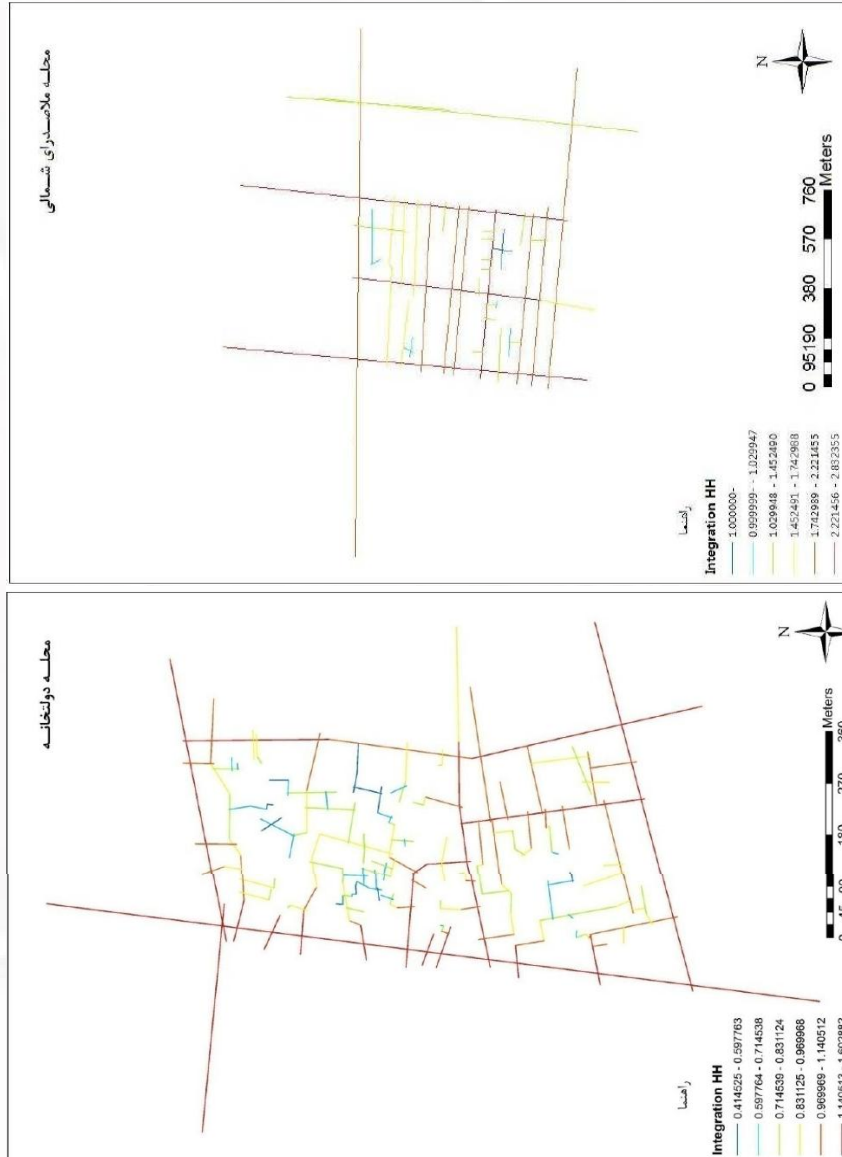 محله ملاصدرای شمالی
N
0 95190 380 570 760
Meters
راهنما
Integration HH
1.000000-
0.999999- - 1.029947
1.029948 - 1.452490
1.452491 - 1.742988
1.742989 - 2.221455
2.221456 - 2.832355
محله دولتخانه
N
Meters
راهنما
Integration HH
0.414525 - 0.597763
0.597764 - 0.714538
0.714539 - 0.831124
0.831125 - 0.969968
0.969969 - 1.140512